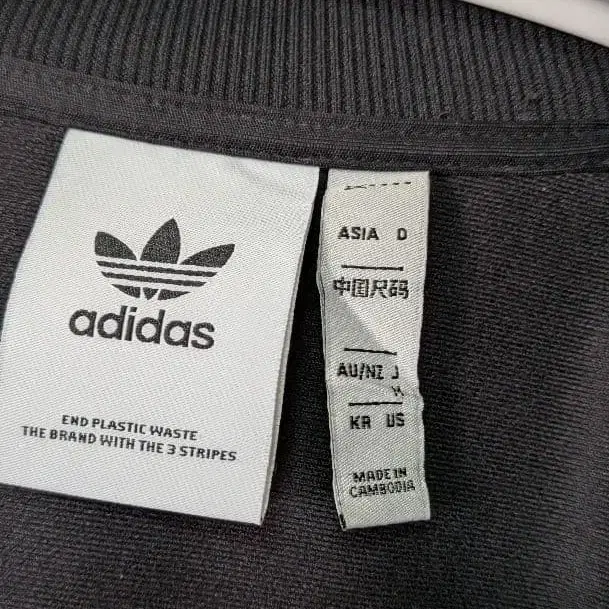 adidas
END PLASTIC WASTE
THE BRAND WITH THE 3 STRIPES
ASIA D
中国尺码
AU/NZ J
KR US
MADE IN
CAMBODIA